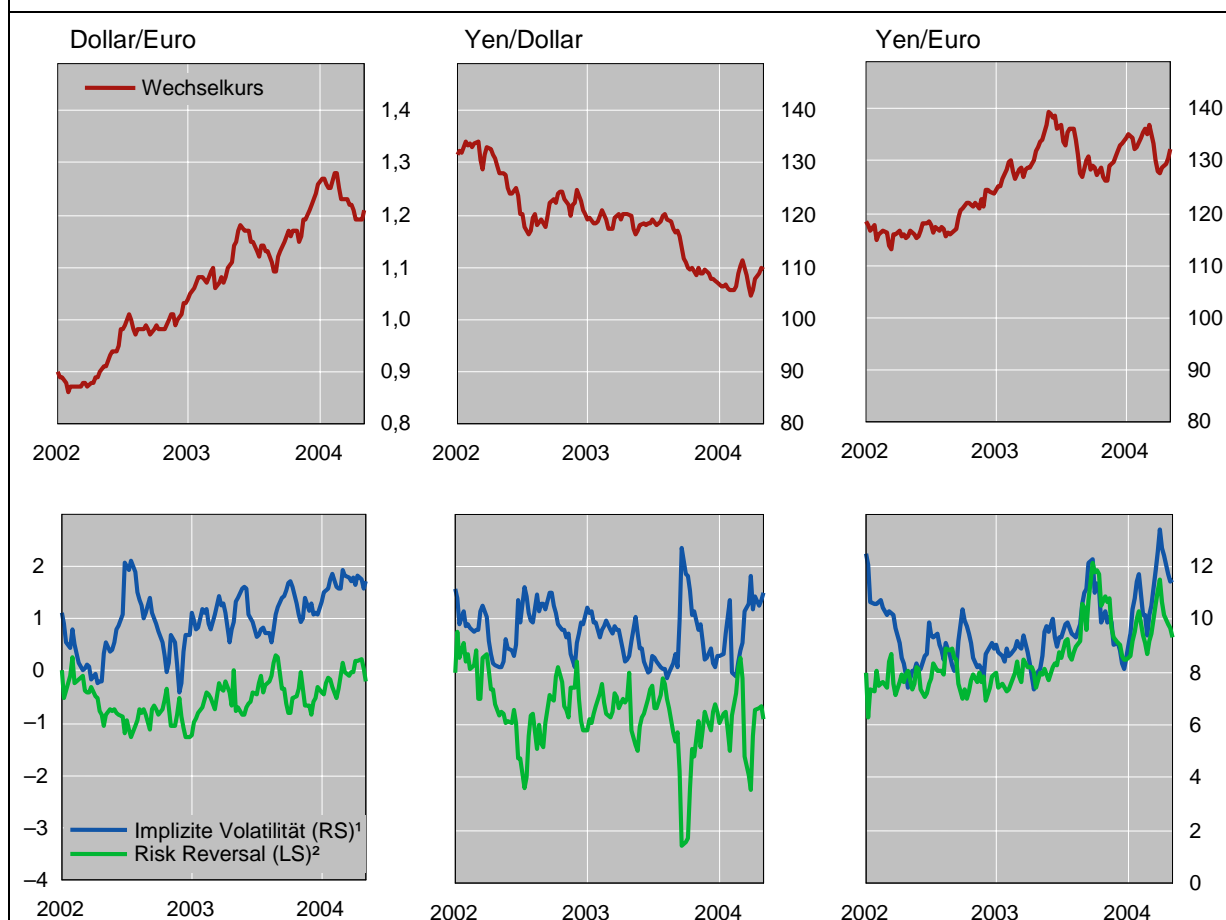 Dollar/Euro
Yen/Dollar
Yen/Euro
Wechselkurs
1,4
1,3
1,2
1,1
1,0
0,9
0,8
140
130
120
110
100
90
80
140
130
120
110
100
90
80
2002 2003 2004
2002 2003 2004
2002 2003 2004
2
1
0
–1
–2
–3
–4
Implizite Volatilität (RS)¹
Risk Reversal (LS)²
12
10
8
6
4
2
0
2002 2003 2004
2002 2003 2004
2002 2003 2004